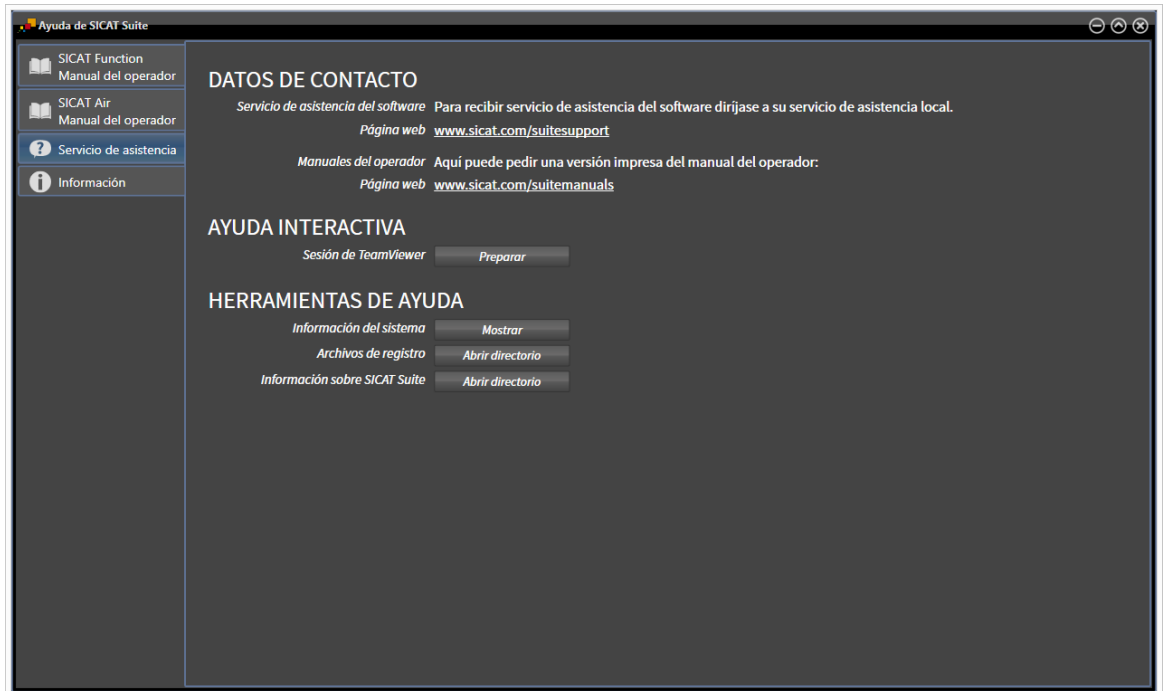 Ayuda de SICAT Suite
SICAT Function
Manual del operador
SICAT Air
Manual del operador
Servicio de asistencia
Información
DATOS DE CONTACTO
Servicio de asistencia del software Para recibir servicio de asistencia del software diríjase a su servicio de asistencia local.
Página web www.sicat.com/suitesupport
Manuales del operador Aquí puede pedir una versión impresa del manual del operador:
Página web www.sicat.com/suitemanuals
AYUDA INTERACTIVA
Sesión de TeamViewer Preparar
HERRAMIENTAS DE AYUDA
Información del sistema Mostrar
Archivos de registro Abrir directorio
Información sobre SICAT Suite Abrir directorio